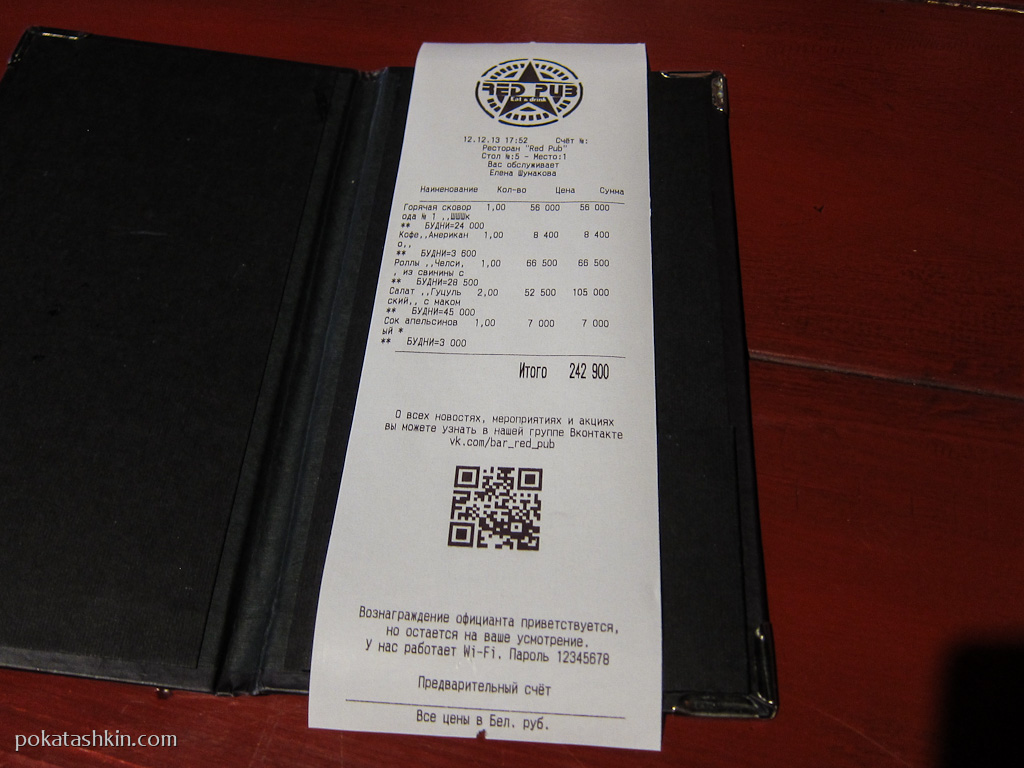 RED PUB
Eat & drink
12.12.13 17:52 Счёт №:
Ресторан "Red Pub"
Стол №:5 - Место:1
Вас обслуживает
Елена Шумакова
Наименование Кол-во Цена Сумма
Горячая сковор 1,00 56 000 56 000
ода № 1 ,,ШШШк
** БУДНИ=24 000
Кофе,,Американ 1,00 8 400 8 400
о,,
** БУДНИ=3 600
Роллы ,,Челси, 1,00 66 500 66 500
, из свинины с
** БУДНИ=28 500
Салат ,,Гуцуль 2,00 52 500 105 000
ский,, с маком
** БУДНИ=45 000
Сок апельсинов 1,00 7 000 7 000
ый *
** БУДНИ=3 000
Итого 242 900
О всех новостях, мероприятиях и акциях
вы можете узнать в нашей группе Вконтакте
vk.com/bar_red_pub
Вознаграждение официанта приветствуется,
но остается на ваше усмотрение.
У нас работает Wi-Fi. Пароль 12345678
Предварительный счёт
Все цены в Бел. руб.
pokatashkin.com